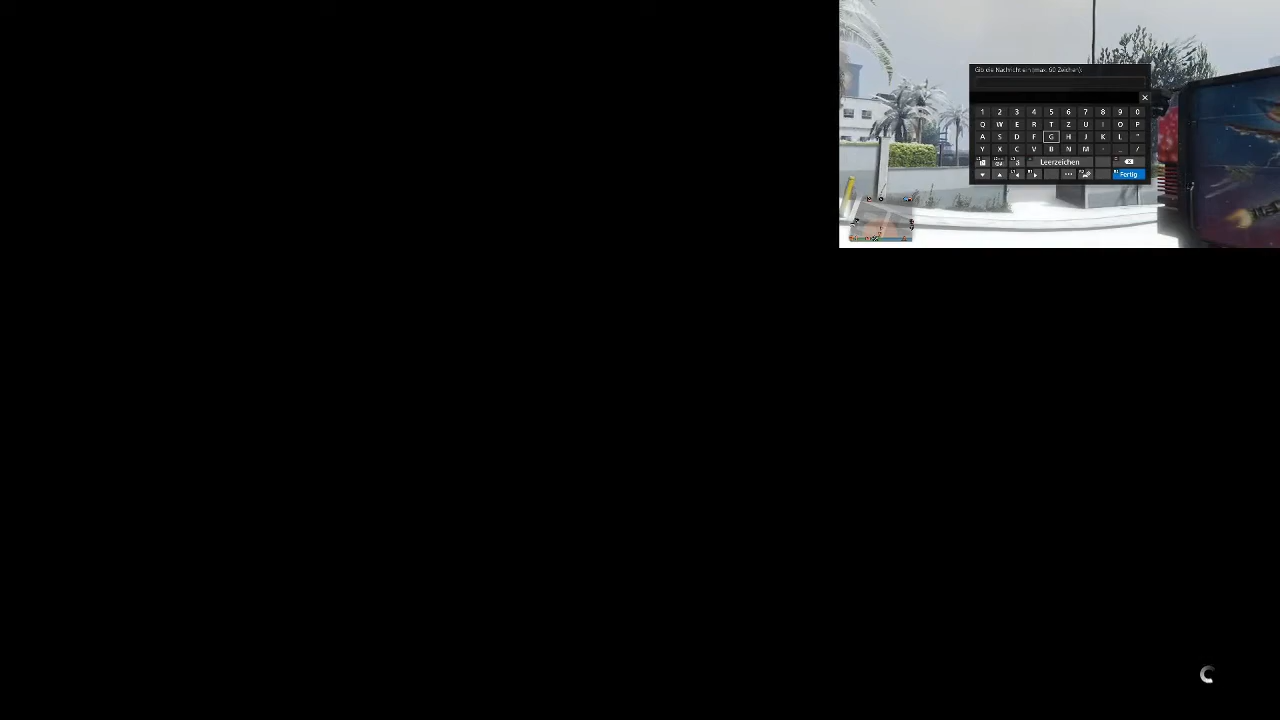 Gib die Nachricht ein (max. 60 Zeichen):
1 2 3 4 5 6 7 8 9 0
Q W E R T Z U I O P
A S D F G H J K L "
Y X C V B N M - _ /
Leerzeichen
Fertig